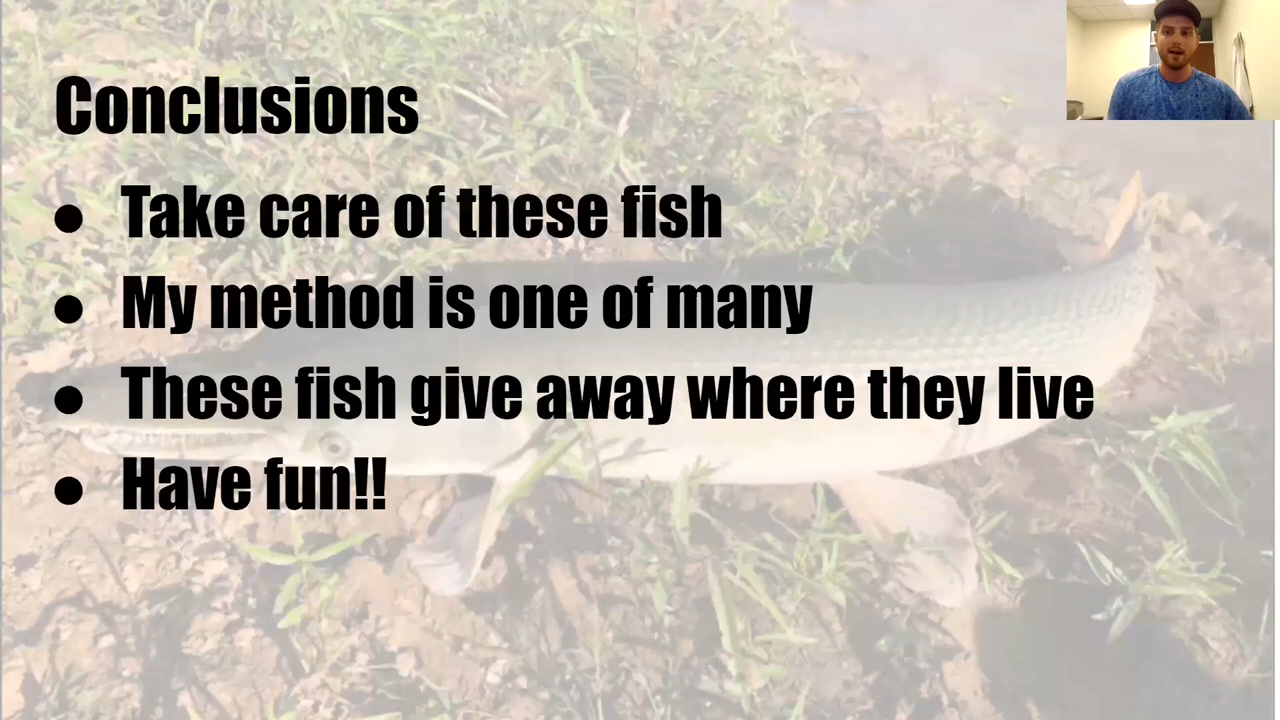 Conclusions
● Take care of these fish
● My method is one of many
● These fish give away where they live
● Have fun!!